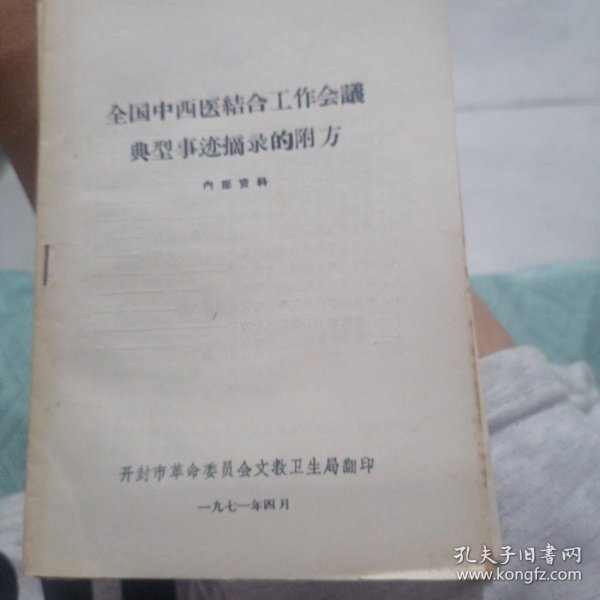 全国中西医結合工作会議
典型事迹摘录的附方
内部资料
开封市革命委员会文教卫生局翻印
一九七一年四月
孔夫子旧书网
www.kongfz.com